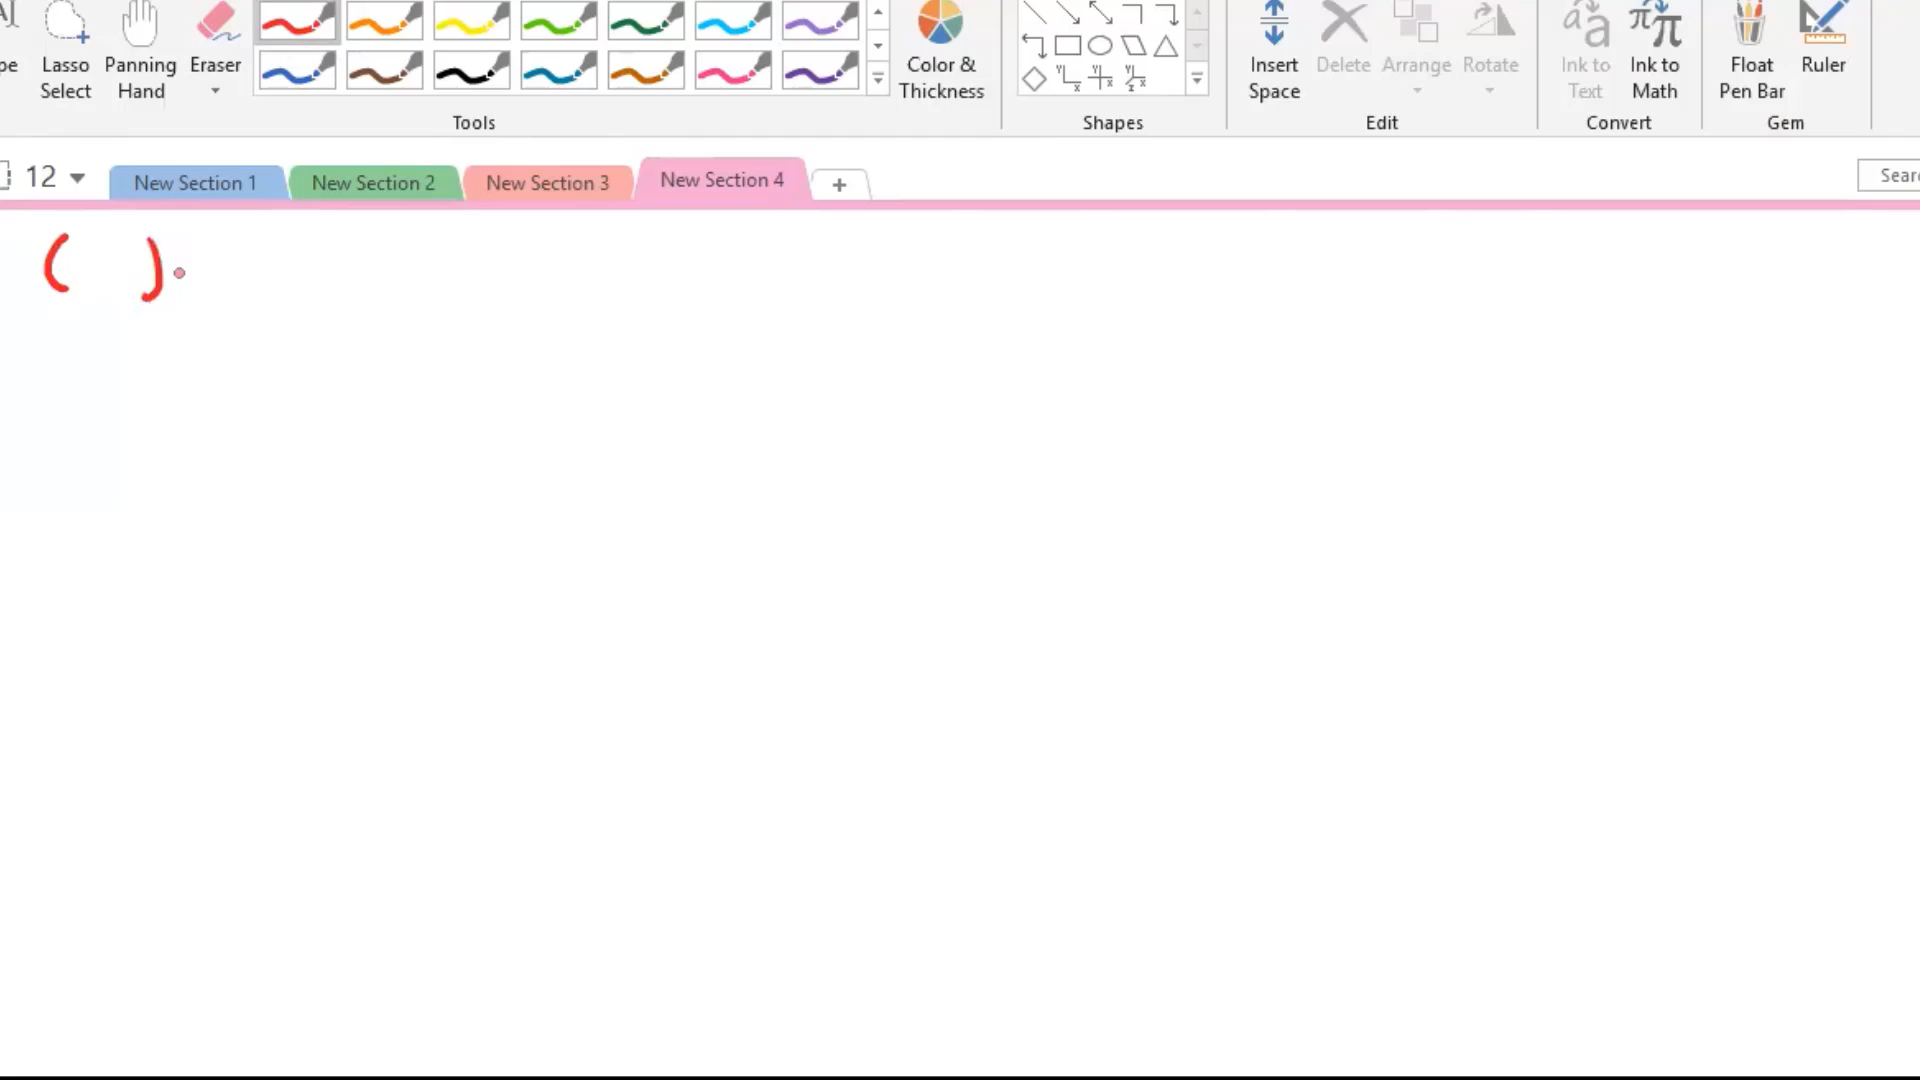 Lasso Select
Panning Hand
Eraser
Color & Thickness
Insert Space
Delete
Arrange
Rotate
Ink to Text
Ink to Math
Float Pen Bar
Ruler
Tools
Shapes
Edit
Convert
Gem
12
New Section 1
New Section 2
New Section 3
New Section 4
+
( )